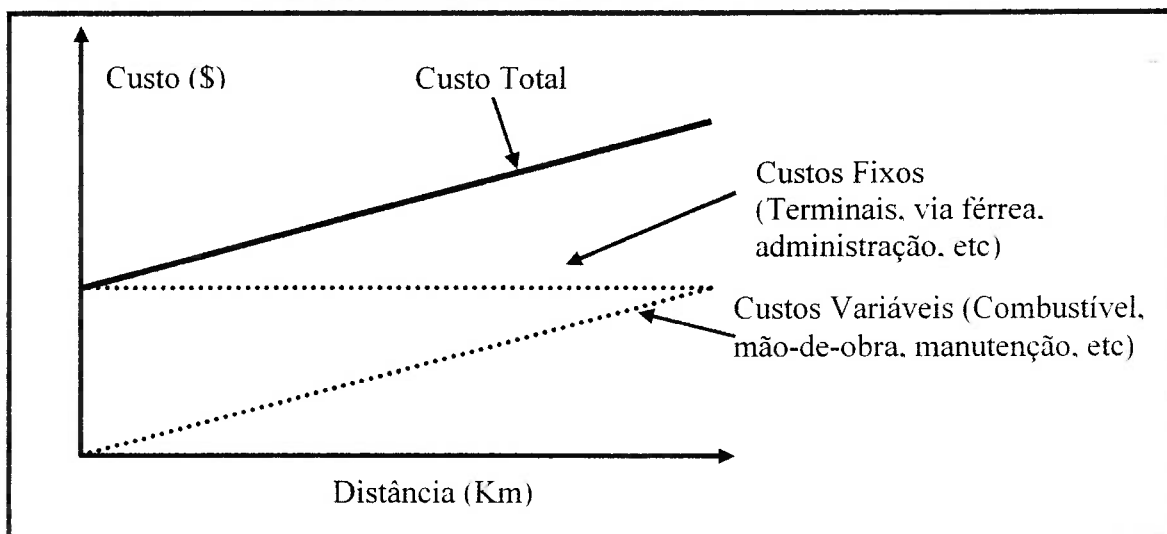 Custo ($)
Custo Total
Custos Fixos
(Terminais, via férrea,
administração, etc)
Custos Variáveis (Combustível,
mão-de-obra, manutenção, etc)
Distância (Km)